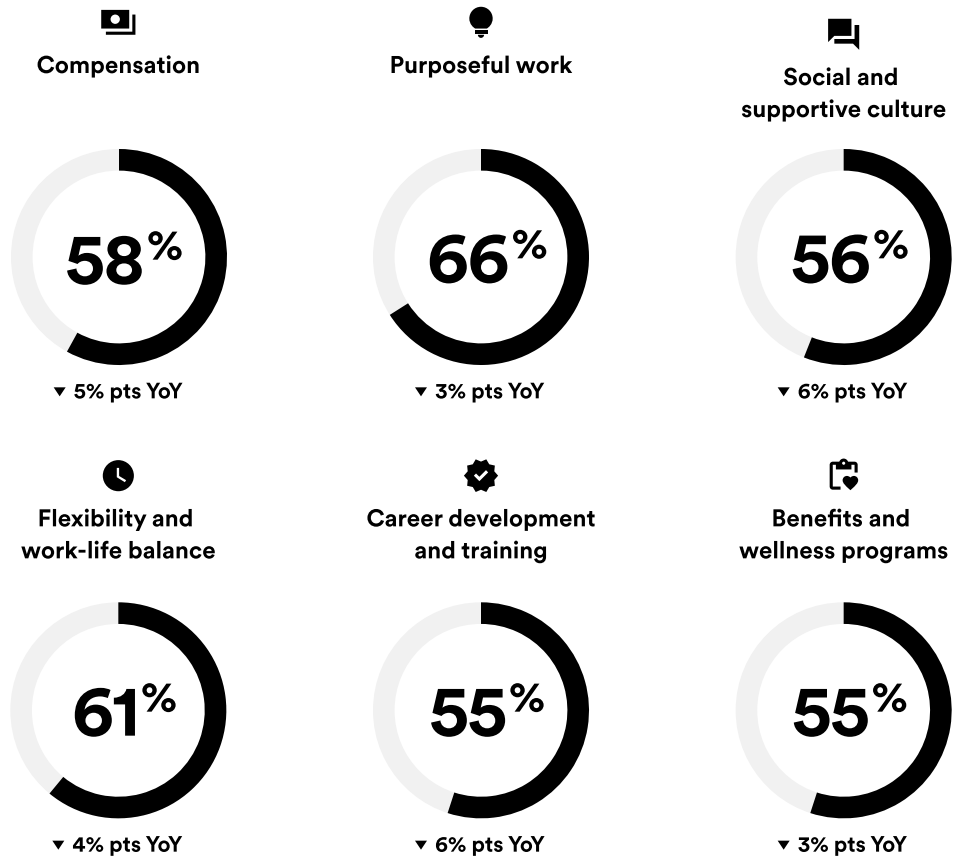 Compensation
58%
▼ 5% pts YoY
Purposeful work
66%
▼ 3% pts YoY
Social and
supportive culture
56%
▼ 6% pts YoY
Flexibility and
work-life balance
61%
▼ 4% pts YoY
Career development
and training
55%
▼ 6% pts YoY
Benefits and
wellness programs
55%
▼ 3% pts YoY